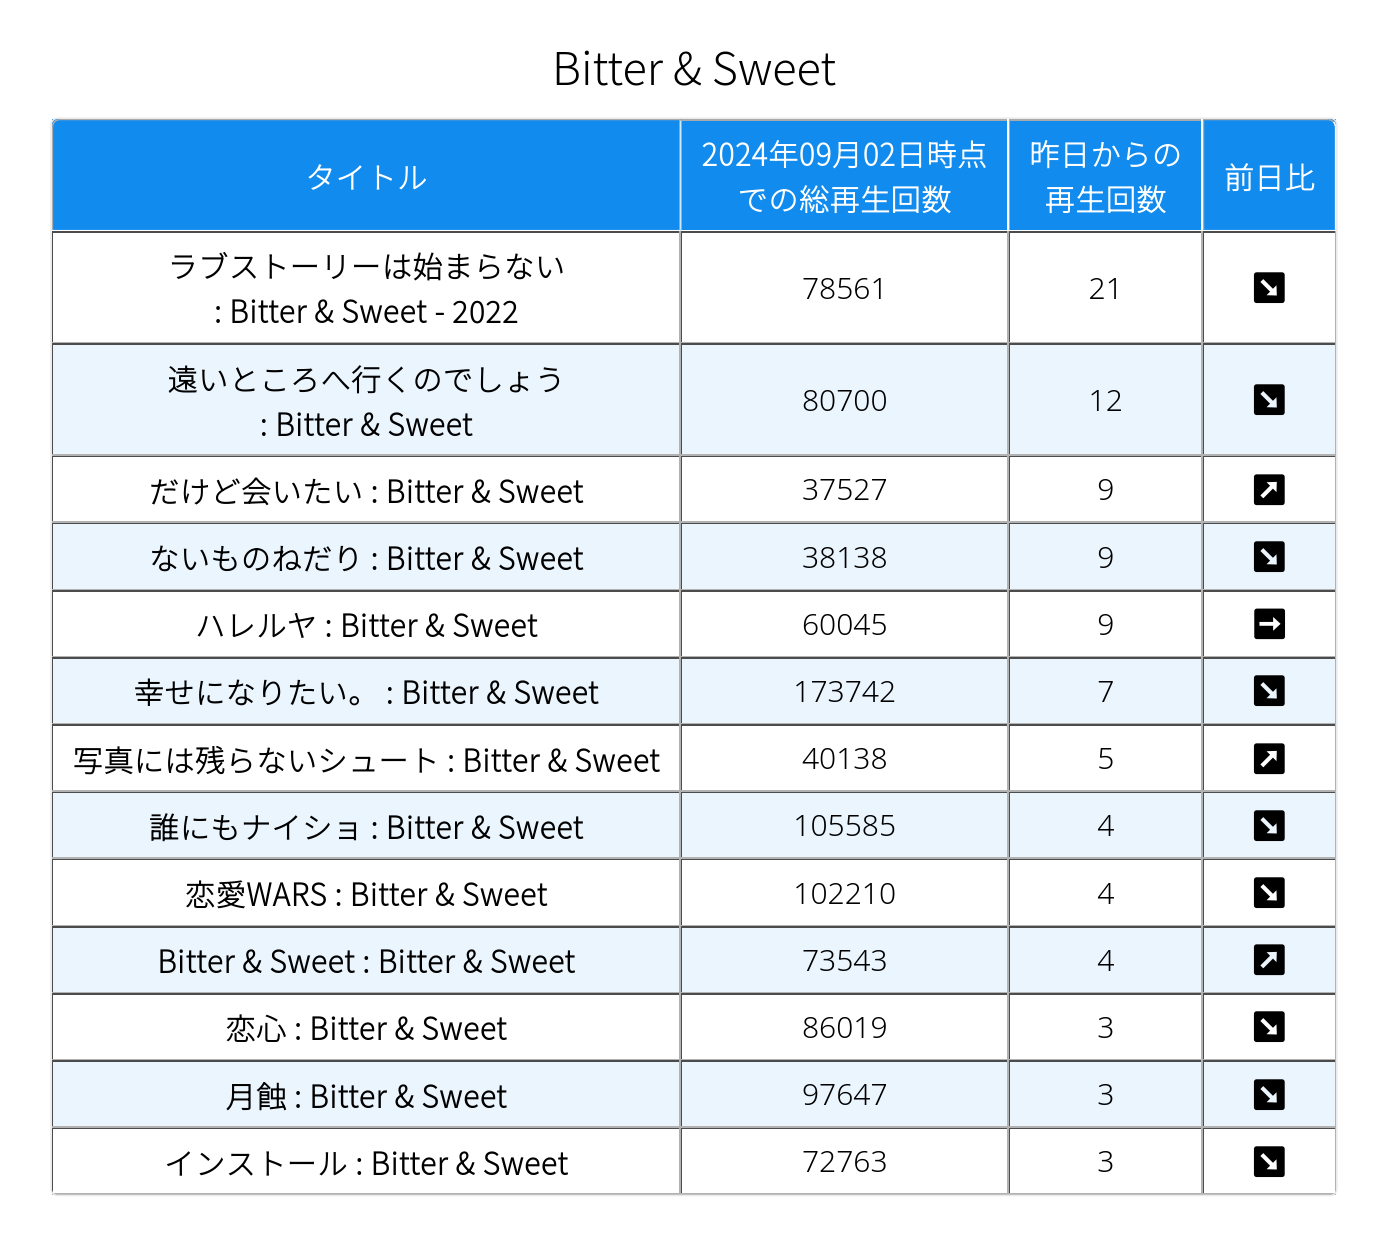 Bitter & Sweet
タイトル
2024年09月02日時点
での総再生回数
昨日からの
再生回数
前日比
ラブストーリーは始まらない
: Bitter & Sweet - 2022
78561
21
↘
遠いところへ行くのでしょう
: Bitter & Sweet
80700
12
↘
だけど会いたい : Bitter & Sweet
37527
9
↗
ないものねだり : Bitter & Sweet
38138
9
↘
ハレルヤ : Bitter & Sweet
60045
9
→
幸せになりたい。 : Bitter & Sweet
173742
7
↘
写真には残らないシュート : Bitter & Sweet
40138
5
↗
誰にもナイショ : Bitter & Sweet
105585
4
↘
恋愛WARS : Bitter & Sweet
102210
4
↘
Bitter & Sweet : Bitter & Sweet
73543
4
↗
恋心 : Bitter & Sweet
86019
3
↘
月蝕 : Bitter & Sweet
97647
3
↘
インストール : Bitter & Sweet
72763
3
↘